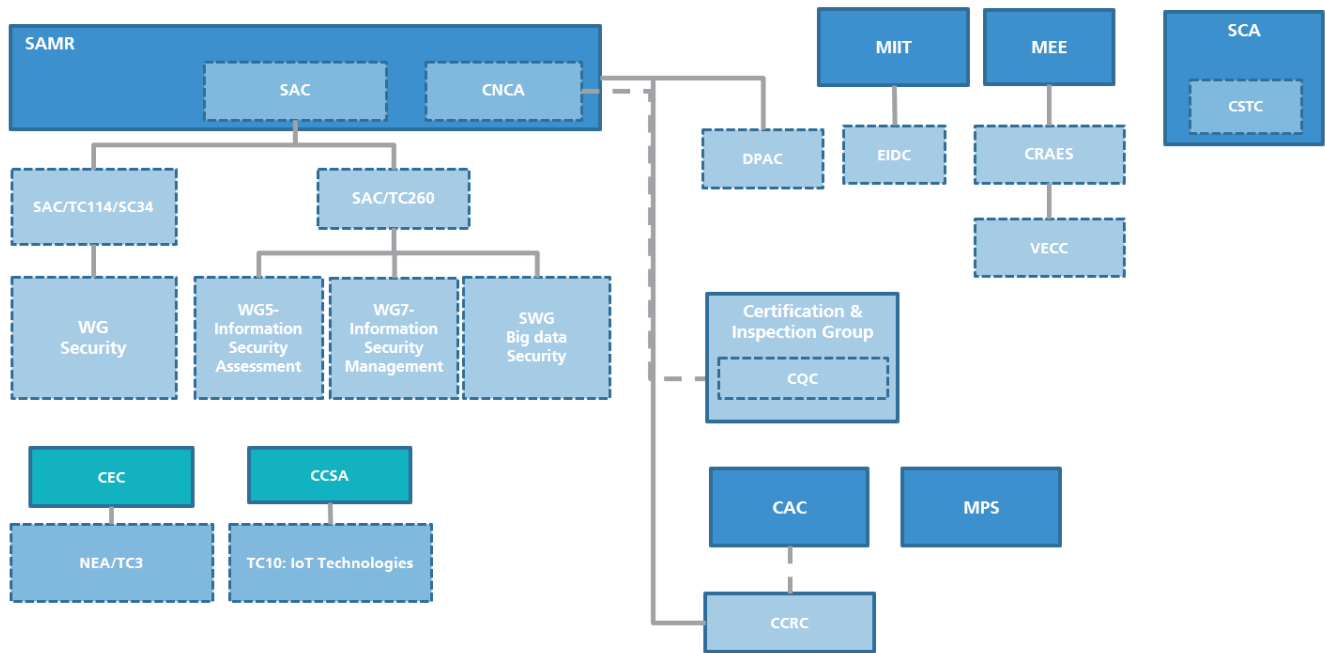 SAMR
SAC
CNCA
MIIT
MEE
SCA
CSTC
DPAC
EIDC
CRAES
VECC
SAC/TC114/SC34
SAC/TC260
WG
Security
WG5-
Information
Security
Assessment
WG7-
Information
Security
Management
SWG
Big data
Security
Certification &
Inspection Group
CQC
CEC
CCSA
NEA/TC3
TC10: IoT Technologies
CAC
MPS
CCRC